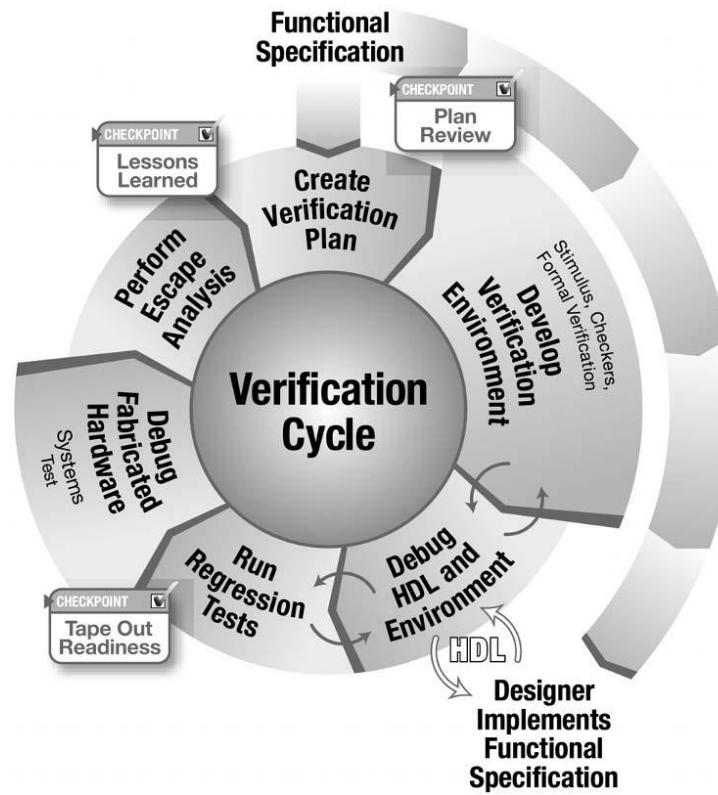 Functional
Specification
CHECKPOINT
Plan
Review
CHECKPOINT
Lessons
Learned
Create
Verification
Plan
Develop
Verification
Environment
Stimulus, Checkers,
Formal Verification
Perform
Escape
Analysis
Verification
Cycle
Debug
Fabricated
Hardware
Systems
Test
Run
Regression
Tests
Debug
HDL and
Environment
CHECKPOINT
Tape Out
Readiness
HDL
Designer
Implements
Functional
Specification